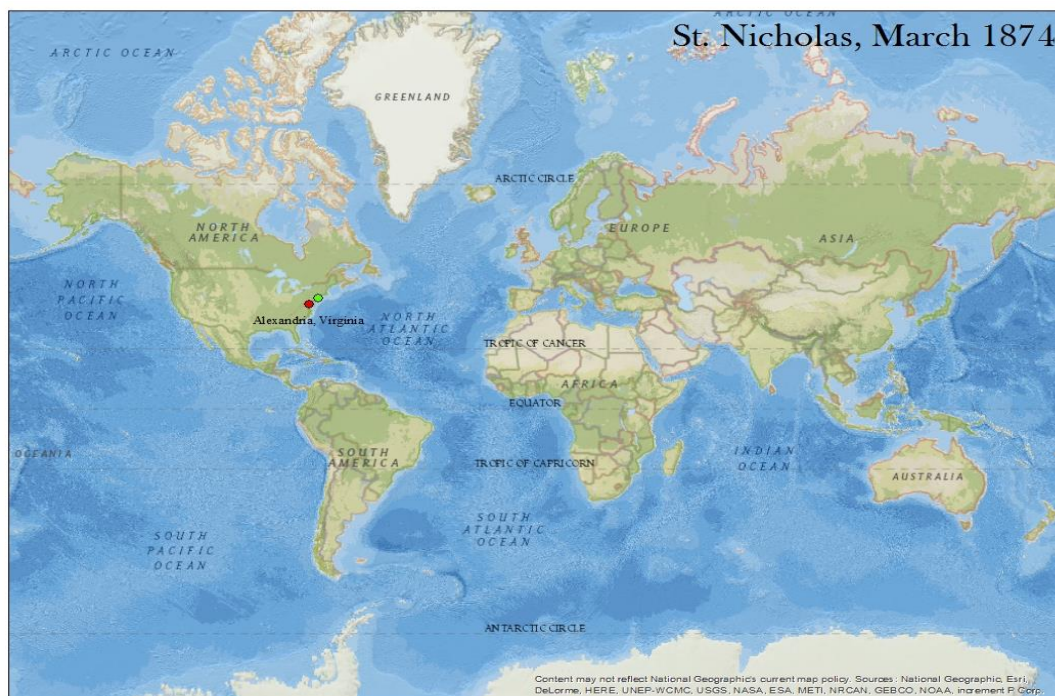 ARCTIC OCEAN
St. Nicholas, March 1874
ARCTIC OCEAN
GREENLAND
ARCTIC CIRCLE
NORTH
AMERICA
EUROPE
ASIA
NORTH
PACIFIC
OCEAN
Alexandria, Virginia
NORTH
ATLANTIC
OCEAN
TROPIC OF CANCER
AFRICA
EQUATOR
OCEANIA
SOUTH
AMERICA
TROPIC OF CAPRICORN
INDIAN
OCEAN
AUSTRALIA
SOUTH
PACIFIC
OCEAN
SOUTH
ATLANTIC
OCEAN
ANTARCTIC CIRCLE
Content may not reflect National Geographic's current map policy. Sources: National Geographic, Esri,
DeLorme, HERE, UNEP-WCMC, USGS, NASA, ESA, METI, NRCAN, GEBCO, NOAA, increment P Corp.